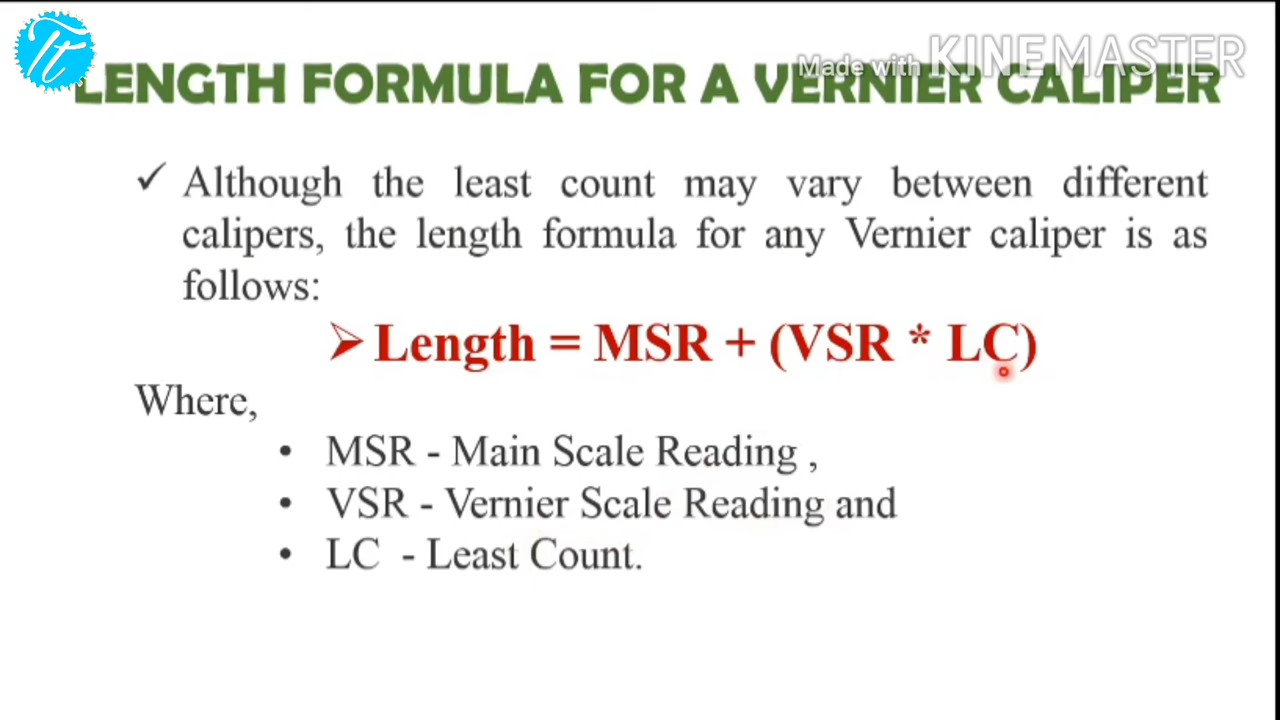 Tt
Made with KINEMASTER
LENGTH FORMULA FOR A VERNIER CALIPER
✓ Although the least count may vary between different
calipers, the length formula for any Vernier caliper is as
follows:
➢ Length = MSR + (VSR * LC)
Where,
• MSR - Main Scale Reading ,
• VSR - Vernier Scale Reading and
• LC - Least Count.